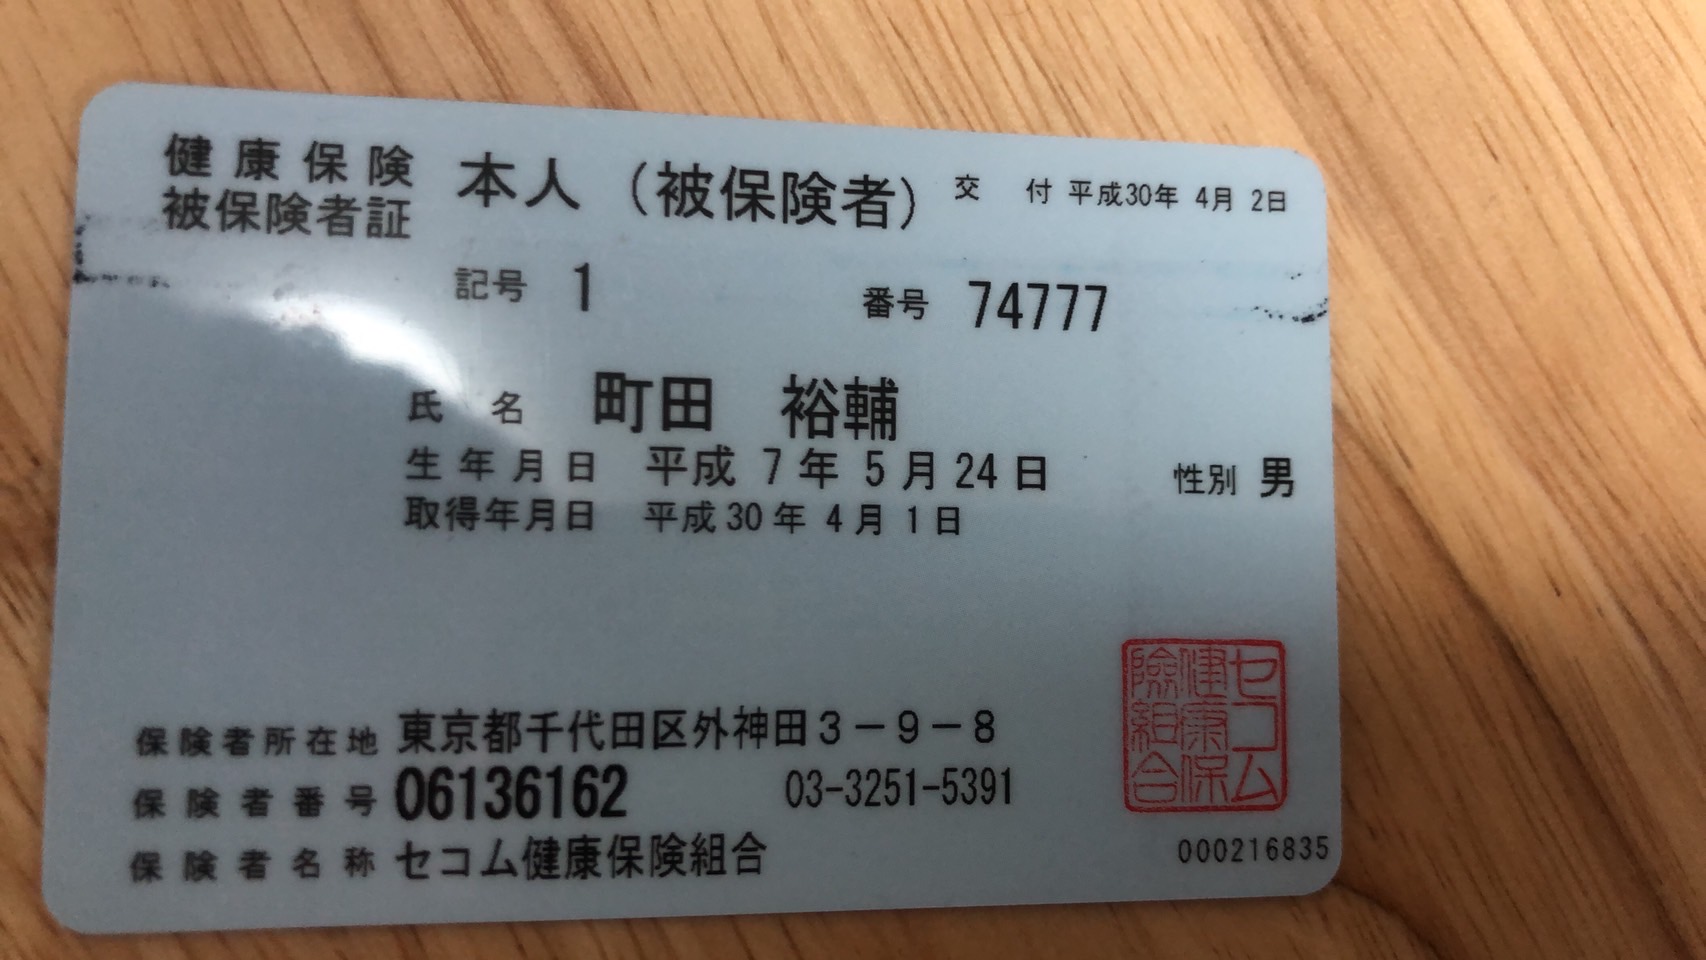 健康保険 本人(被保険者) 交 付 平成30年 4月 2日
被保険者証
記号 1 番号 74777
氏 名 町田 裕輔
生年月日 平成 7年 5月24日 性別 男
取得年月日 平成30年 4月 1日
保険者所在地 東京都千代田区外神田3-9-8
保険者番号 06136162 03-3251-5391
保険者名称 セコム健康保険組合
セコム健康保険組合
000216835